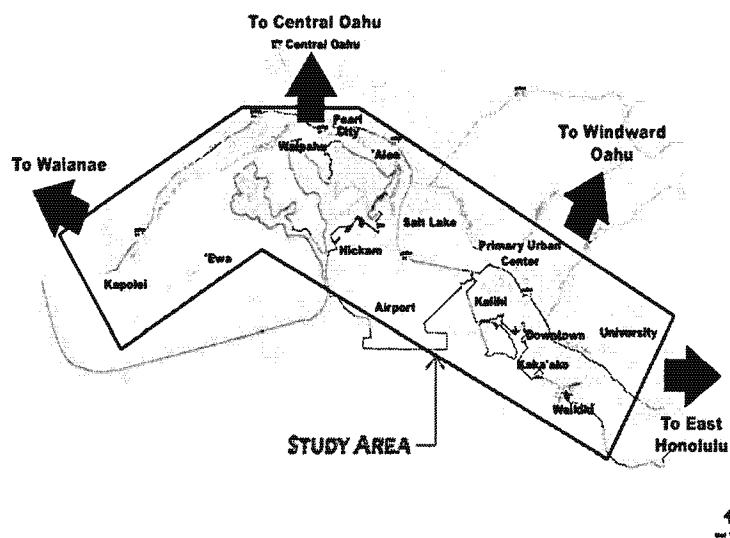 To Central Oahu
Central Oahu
Pearl
City
To Windward
Oahu
Waipahu
'Aiea
To Waianae
Salt Lake
Primary Urban
Center
Hickam
'Ewa
Kapolei
Kalihi
Airport
Downtown
University
Kaka'ako
Waikiki
To East
Honolulu
STUDY AREA